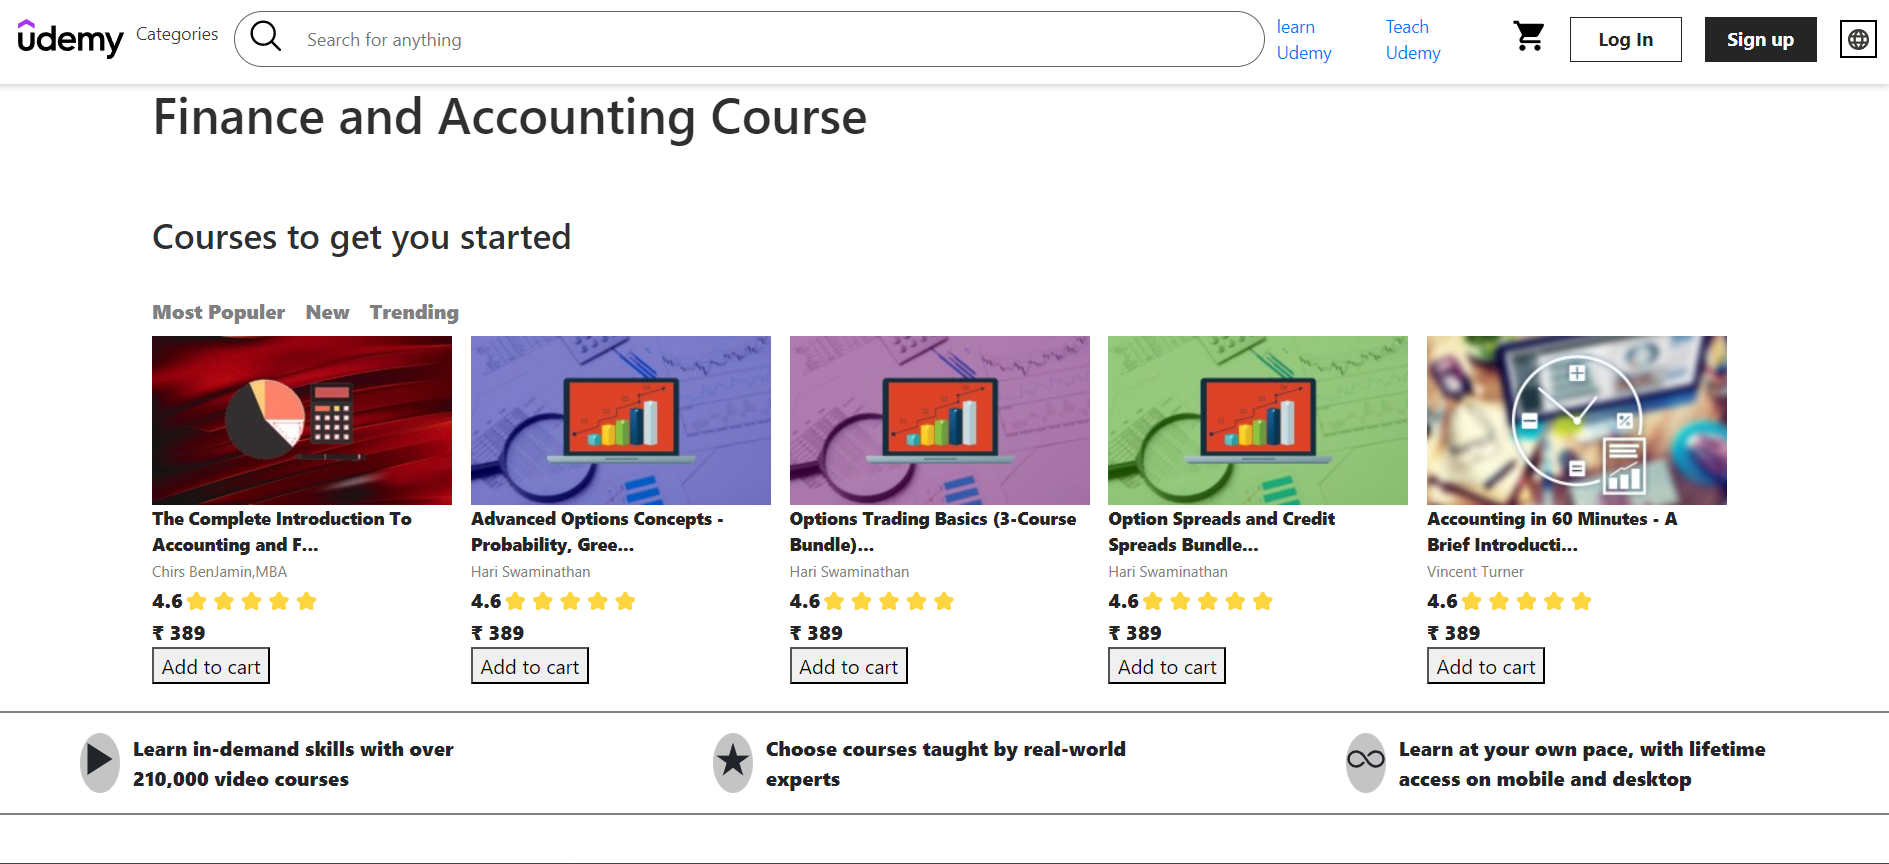 udemy
Categories
Search for anything
learn
Udemy
Teach
Udemy
Log In
Sign up
Finance and Accounting Course
Courses to get you started
Most Populer New Trending
The Complete Introduction To
Accounting and F...
Chirs BenJamin,MBA
4.6
₹ 389
Add to cart
Advanced Options Concepts -
Probability, Gree...
Hari Swaminathan
4.6
₹ 389
Add to cart
Options Trading Basics (3-Course
Bundle)...
Hari Swaminathan
4.6
₹ 389
Add to cart
Option Spreads and Credit
Spreads Bundle...
Hari Swaminathan
4.6
₹ 389
Add to cart
Accounting in 60 Minutes - A
Brief Introducti...
Vincent Turner
4.6
₹ 389
Add to cart
Learn in-demand skills with over
210,000 video courses
Choose courses taught by real-world
experts
Learn at your own pace, with lifetime
access on mobile and desktop